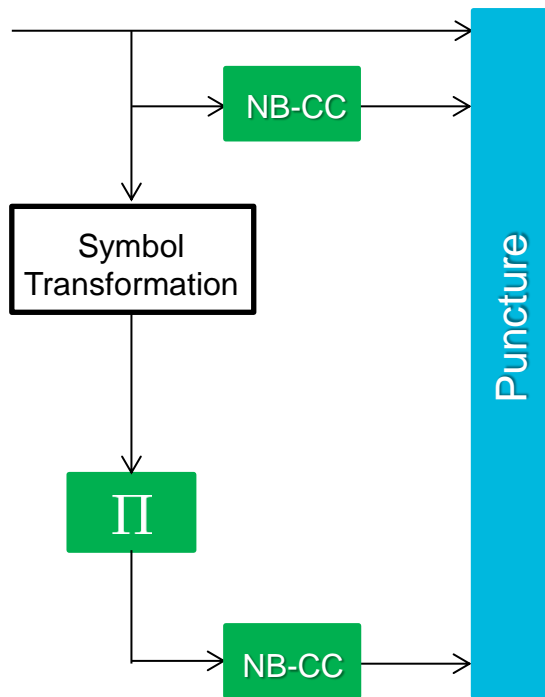 NB-CC
Symbol
Transformation
Puncture
Π
NB-CC